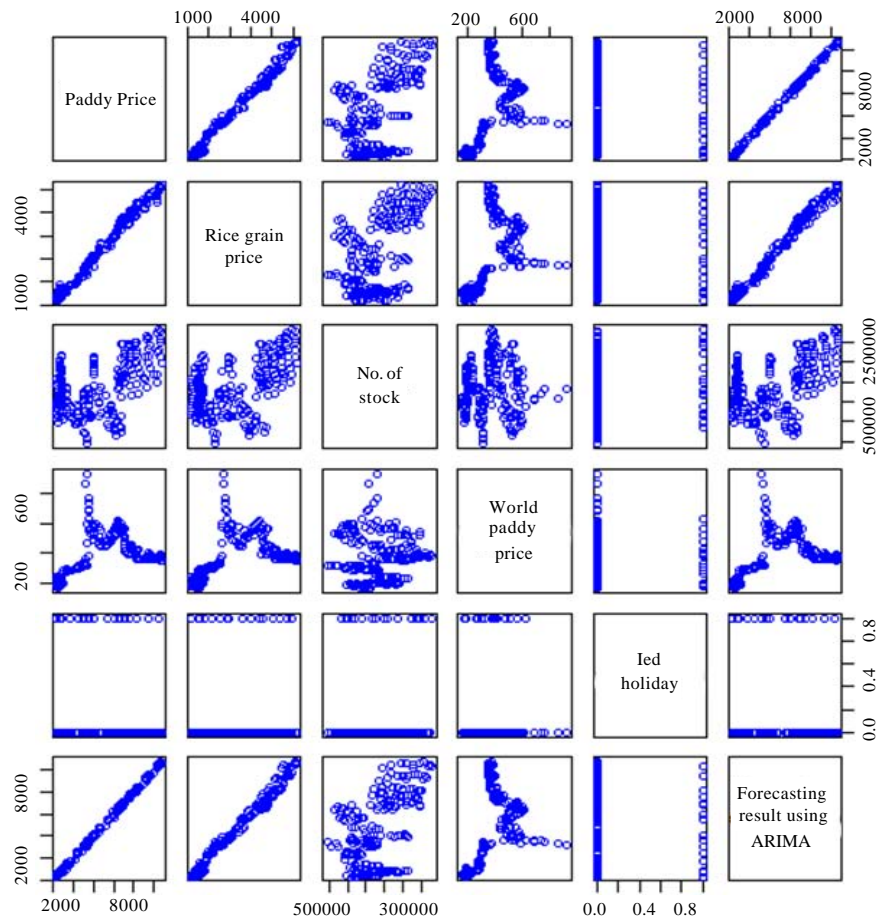 1000 4000
200 600
2000 8000
Paddy Price
2000 8000
4000
1000
Rice grain
price
No. of
stock
500000 2500000
600
200
World
paddy
price
Ied
holiday
0.0 0.4 0.8
8000
2000
Forecasting
result using
ARIMA
2000 8000
500000 300000
0.0 0.4 0.8